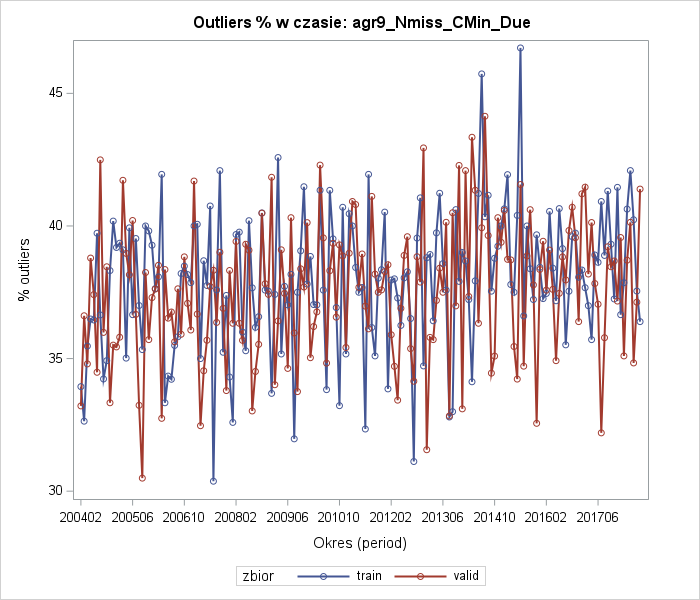 Outliers % w czasie: agr9_Nmiss_CMin_Due
% outliers
45
40
35
30
200402 200506 200610 200802 200906 201010 201202 201306 201410 201602 201706
Okres (period)
zbior train valid